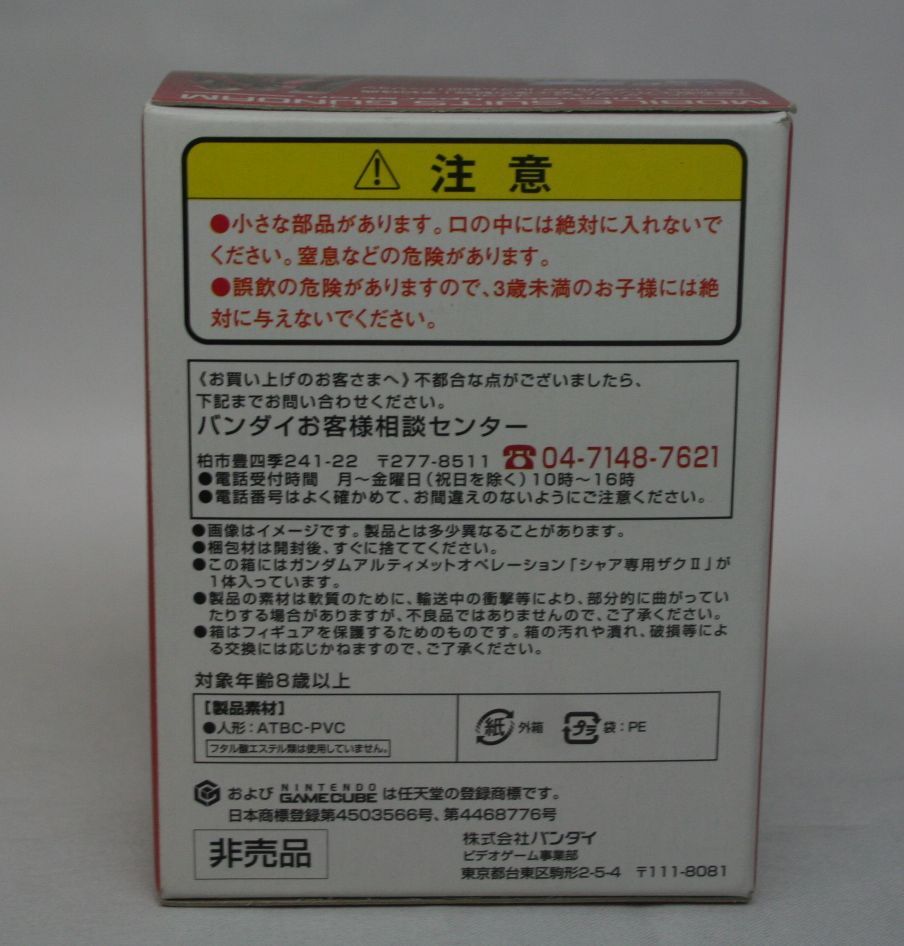 MOBILE SUITS GUNDAM
注意
●小さな部品があります。口の中には絶対に入れないで
ください。窒息などの危険があります。
●誤飲の危険がありますので、3歳未満のお子様には絶
対に与えないでください。
《お買い上げのお客さまへ》不都合な点がございましたら、
下記までお問い合わせください。
バンダイお客様相談センター
柏市豊四季241-22 〒277-8511 ☎04-7148-7621
●電話受付時間 月〜金曜日(祝日を除く)10時〜16時
●電話番号はよく確かめて、お間違えのないようにご注意ください。
●画像はイメージです。製品とは多少異なることがあります。
●梱包材は開封後、すぐに捨ててください。
●この箱にはガンダムアルティメットオペレーション「シャア専用ザクⅡ」が
1体入っています。
●製品の素材は軟質のために、輸送中の衝撃等により、部分的に曲がってい
たりする場合がありますが、不良品ではありませんので、ご了承ください。
●箱はフィギュアを保護するためのものです。箱の汚れや潰れ、破損等によ
る交換には応じかねますので、ご了承ください。
対象年齢8歳以上
【製品素材】
●人形:ATBC-PVC
フタル酸エステル類は使用していません。
紙 外箱 プラ 袋:PE
および NINTENDO GAMECUBE は任天堂の登録商標です。
日本商標登録第4503566号、第4468776号
非売品
株式会社バンダイ
ビデオゲーム事業部
東京都台東区駒形2-5-4 〒111-8081